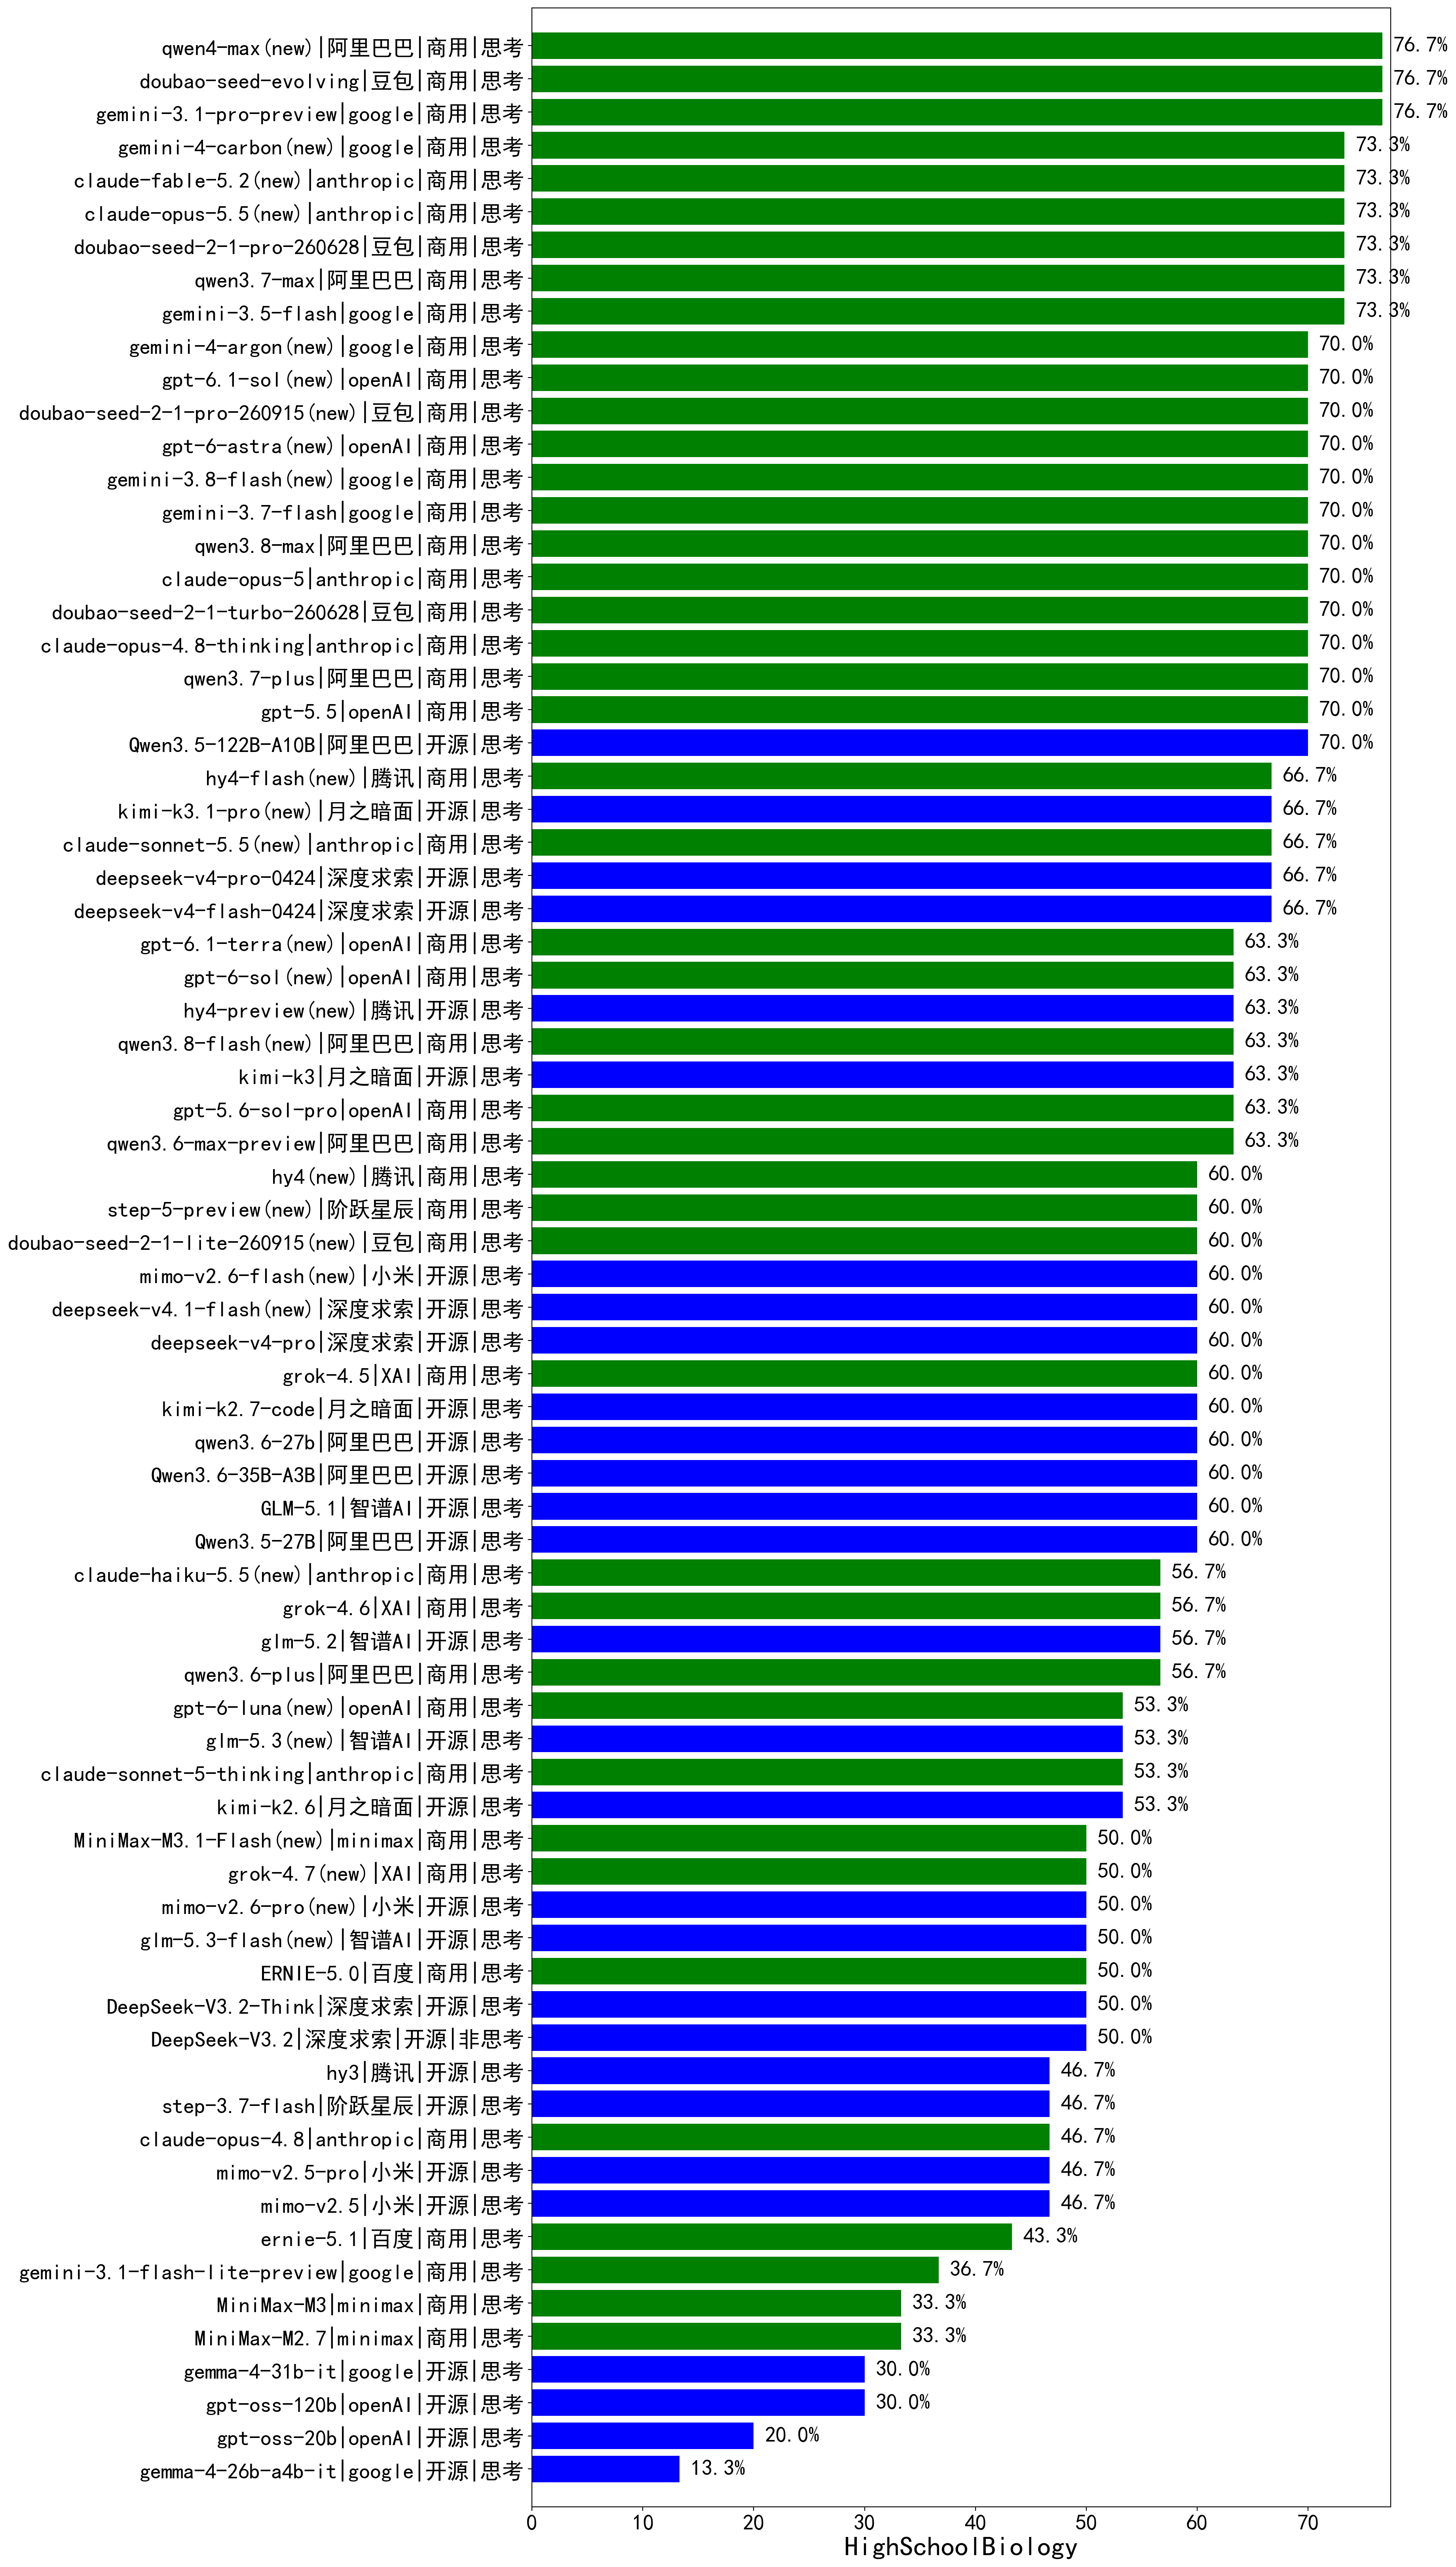 qwen4-max(new)|阿里巴巴|商用|思考 76.7%
doubao-seed-evolving|豆包|商用|思考 76.7%
gemini-3.1-pro-preview|google|商用|思考 76.7%
gemini-4-carbon(new)|google|商用|思考 73.3%
claude-fable-5.2(new)|anthropic|商用|思考 73.3%
claude-opus-5.5(new)|anthropic|商用|思考 73.3%
doubao-seed-2-1-pro-260628|豆包|商用|思考 73.3%
qwen3.7-max|阿里巴巴|商用|思考 73.3%
gemini-3.5-flash|google|商用|思考 73.3%
gemini-4-argon(new)|google|商用|思考 70.0%
gpt-6.1-sol(new)|openAI|商用|思考 70.0%
doubao-seed-2-1-pro-260915(new)|豆包|商用|思考 70.0%
gpt-6-astra(new)|openAI|商用|思考 70.0%
gemini-3.8-flash(new)|google|商用|思考 70.0%
gemini-3.7-flash|google|商用|思考 70.0%
qwen3.8-max|阿里巴巴|商用|思考 70.0%
claude-opus-5|anthropic|商用|思考 70.0%
doubao-seed-2-1-turbo-260628|豆包|商用|思考 70.0%
claude-opus-4.8-thinking|anthropic|商用|思考 70.0%
qwen3.7-plus|阿里巴巴|商用|思考 70.0%
gpt-5.5|openAI|商用|思考 70.0%
Qwen3.5-122B-A10B|阿里巴巴|开源|思考 70.0%
hy4-flash(new)|腾讯|商用|思考 66.7%
kimi-k3.1-pro(new)|月之暗面|开源|思考 66.7%
claude-sonnet-5.5(new)|anthropic|商用|思考 66.7%
deepseek-v4-pro-0424|深度求索|开源|思考 66.7%
deepseek-v4-flash-0424|深度求索|开源|思考 66.7%
gpt-6.1-terra(new)|openAI|商用|思考 63.3%
gpt-6-sol(new)|openAI|商用|思考 63.3%
hy4-preview(new)|腾讯|开源|思考 63.3%
qwen3.8-flash(new)|阿里巴巴|商用|思考 63.3%
kimi-k3|月之暗面|开源|思考 63.3%
gpt-5.6-sol-pro|openAI|商用|思考 63.3%
qwen3.6-max-preview|阿里巴巴|商用|思考 63.3%
hy4(new)|腾讯|商用|思考 60.0%
step-5-preview(new)|阶跃星辰|商用|思考 60.0%
doubao-seed-2-1-lite-260915(new)|豆包|商用|思考 60.0%
mimo-v2.6-flash(new)|小米|开源|思考 60.0%
deepseek-v4.1-flash(new)|深度求索|开源|思考 60.0%
deepseek-v4-pro|深度求索|开源|思考 60.0%
grok-4.5|XAI|商用|思考 60.0%
kimi-k2.7-code|月之暗面|开源|思考 60.0%
qwen3.6-27b|阿里巴巴|开源|思考 60.0%
Qwen3.6-35B-A3B|阿里巴巴|开源|思考 60.0%
GLM-5.1|智谱AI|开源|思考 60.0%
Qwen3.5-27B|阿里巴巴|开源|思考 60.0%
claude-haiku-5.5(new)|anthropic|商用|思考 56.7%
grok-4.6|XAI|商用|思考 56.7%
glm-5.2|智谱AI|开源|思考 56.7%
qwen3.6-plus|阿里巴巴|商用|思考 56.7%
gpt-6-luna(new)|openAI|商用|思考 53.3%
glm-5.3(new)|智谱AI|开源|思考 53.3%
claude-sonnet-5-thinking|anthropic|商用|思考 53.3%
kimi-k2.6|月之暗面|开源|思考 53.3%
MiniMax-M3.1-Flash(new)|minimax|商用|思考 50.0%
grok-4.7(new)|XAI|商用|思考 50.0%
mimo-v2.6-pro(new)|小米|开源|思考 50.0%
glm-5.3-flash(new)|智谱AI|开源|思考 50.0%
ERNIE-5.0|百度|商用|思考 50.0%
DeepSeek-V3.2-Think|深度求索|开源|思考 50.0%
DeepSeek-V3.2|深度求索|开源|非思考 50.0%
hy3|腾讯|开源|思考 46.7%
step-3.7-flash|阶跃星辰|开源|思考 46.7%
claude-opus-4.8|anthropic|商用|思考 46.7%
mimo-v2.5-pro|小米|开源|思考 46.7%
mimo-v2.5|小米|开源|思考 46.7%
ernie-5.1|百度|商用|思考 43.3%
gemini-3.1-flash-lite-preview|google|商用|思考 36.7%
MiniMax-M3|minimax|商用|思考 33.3%
MiniMax-M2.7|minimax|商用|思考 33.3%
gemma-4-31b-it|google|开源|思考 30.0%
gpt-oss-120b|openAI|开源|思考 30.0%
gpt-oss-20b|openAI|开源|思考 20.0%
gemma-4-26b-a4b-it|google|开源|思考 13.3%
0 10 20 30 40 50 60 70
HighSchoolBiology